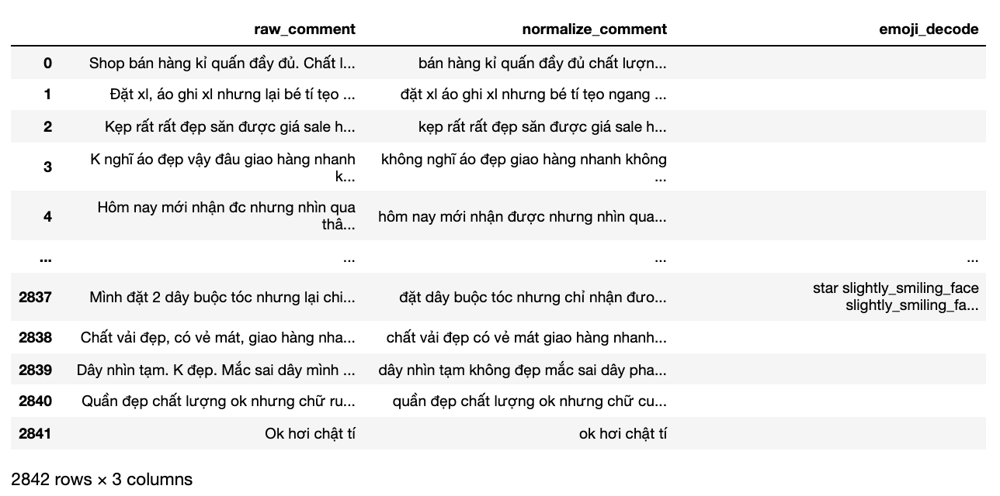 raw_comment normalize_comment emoji_decode
0 Shop bán hàng kỉ quấn đầy đủ. Chất l... bán hàng kỉ quấn đầy đủ chất lượn...
1 Đặt xl, áo ghi xl nhưng lại bé tí tẹo ... đặt xl áo ghi xl nhưng bé tí tẹo ngang ...
2 Kẹp rất rất đẹp săn được giá sale h... kẹp rất rất đẹp săn được giá sale h...
3 K nghĩ áo đẹp vậy đâu giao hàng nhanh không nghĩ áo đẹp giao hàng nhanh không
k... ...
4 Hôm nay mới nhận đc nhưng nhìn qua hôm nay mới nhận được nhưng nhìn qua...
thâ...
... ... ... ...
2837 Mình đặt 2 dây buộc tóc nhưng lại chi... đặt dây buộc tóc nhưng chỉ nhận đươ... star slightly_smiling_face
slightly_smiling_fa...
2838 Chất vải đẹp, có vẻ mát, giao hàng nha... chất vải đẹp có vẻ mát giao hàng nhanh...
2839 Dây nhìn tạm. K đẹp. Mắc sai dây mình ... dây nhìn tạm không đẹp mắc sai dây pha...
2840 Quần đẹp chất lượng ok nhưng chữ ru... quần đẹp chất lượng ok nhưng chữ cu...
2841 Ok hơi chật tí ok hơi chật tí
2842 rows × 3 columns